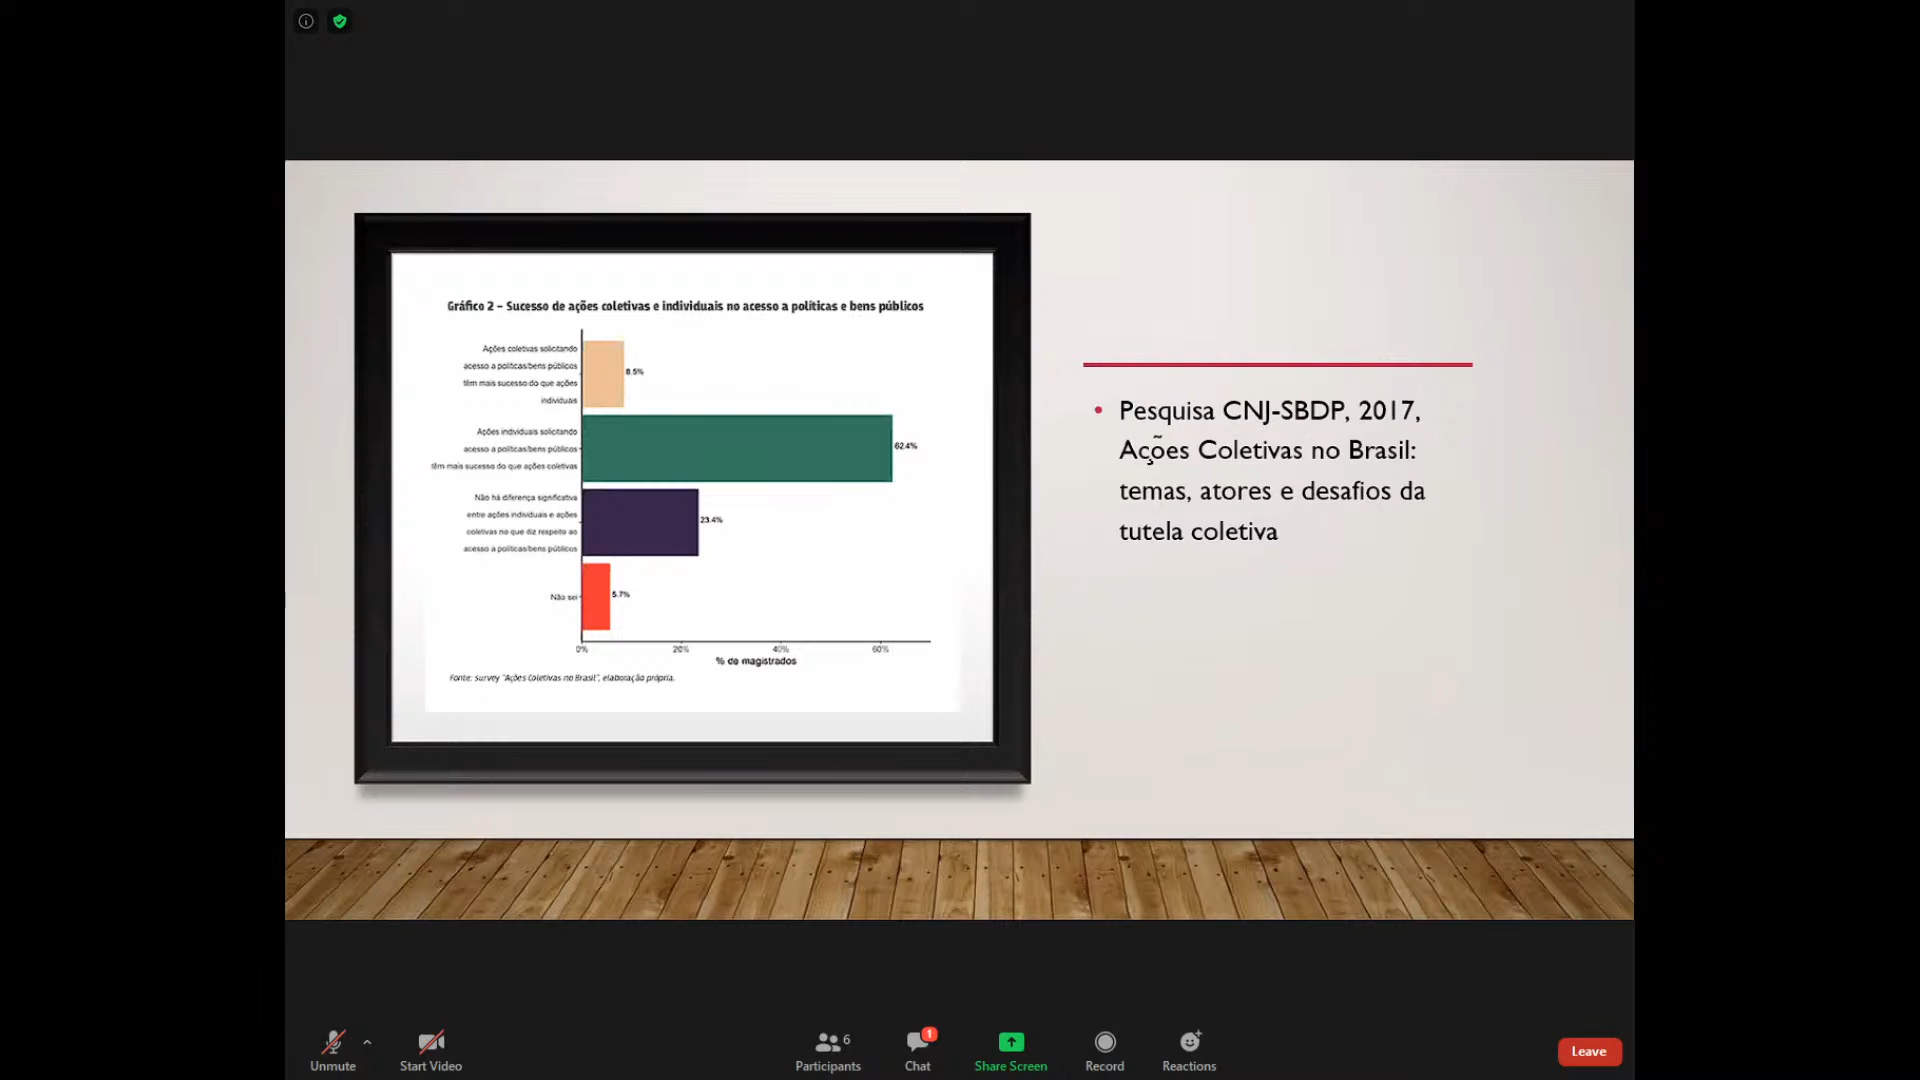 Gráfico 2 – Sucesso de ações coletivas e individuais no acesso a políticas e bens públicos
Ações coletivas solicitando
acesso a políticas/bens públicos
têm mais sucesso do que ações
individuais
8.5%
Ações individuais solicitando
acesso a políticas/bens públicos
têm mais sucesso do que ações coletivas
62.4%
Não há diferença significativa
entre ações individuais e ações
coletivas no que diz respeito ao
acesso a políticas/bens públicos
23.4%
Não sei
5.7%
0% 20% 40% 60%
% de magistrados
Fonte: survey "Ações Coletivas no Brasil", elaboração própria.
• Pesquisa CNJ-SBDP, 2017,
Ações Coletivas no Brasil:
temas, atores e desafios da
tutela coletiva
Unmute
Start Video
6
Participants
1
Chat
Share Screen
Record
Reactions
Leave